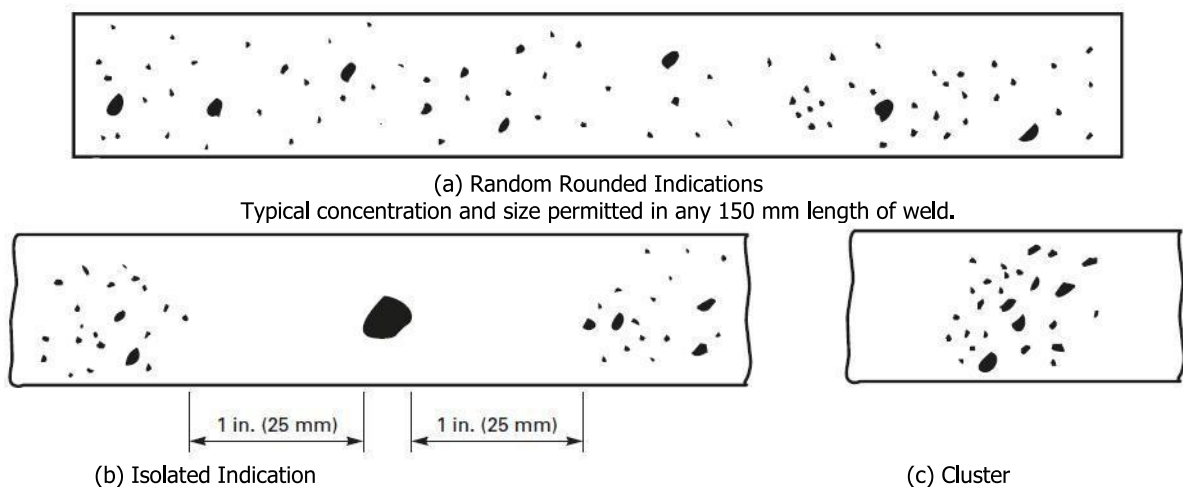 (a) Random Rounded Indications
Typical concentration and size permitted in any 150 mm length of weld.
1 in. (25 mm)
1 in. (25 mm)
(b) Isolated Indication
(c) Cluster